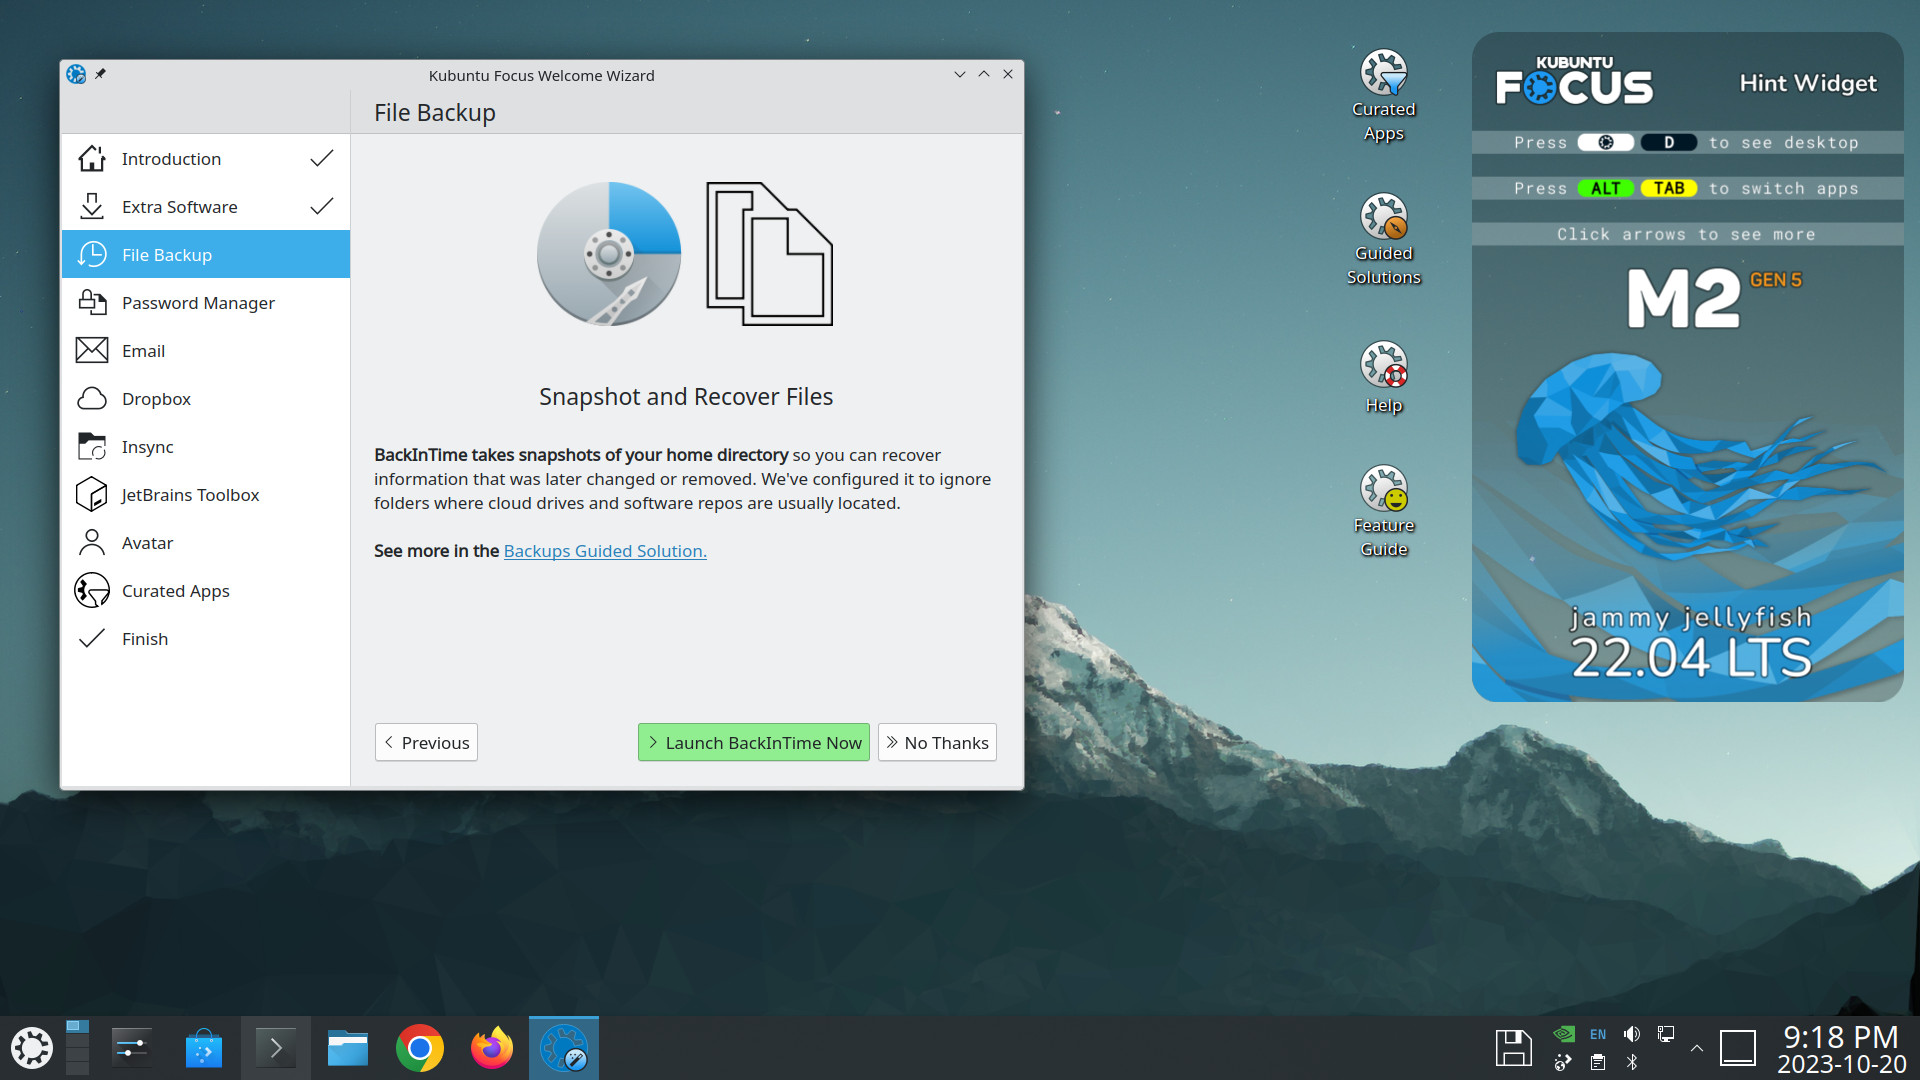 Kubuntu Focus Welcome Wizard
File Backup
Introduction
Extra Software
File Backup
Password Manager
Email
Dropbox
Insync
JetBrains Toolbox
Avatar
Curated Apps
Finish
Snapshot and Recover Files
BackInTime takes snapshots of your home directory so you can recover
information that was later changed or removed. We've configured it to ignore
folders where cloud drives and software repos are usually located.
See more in the Backups Guided Solution.
Previous
Launch BackInTime Now
No Thanks
Curated
Apps
Guided
Solutions
Help
Feature
Guide
KUBUNTU
FOCUS
Hint Widget
Press D to see desktop
Press ALT TAB to switch apps
Click arrows to see more
M2 GEN 5
jammy jellyfish
22.04 LTS
EN
9:18 PM
2023-10-20